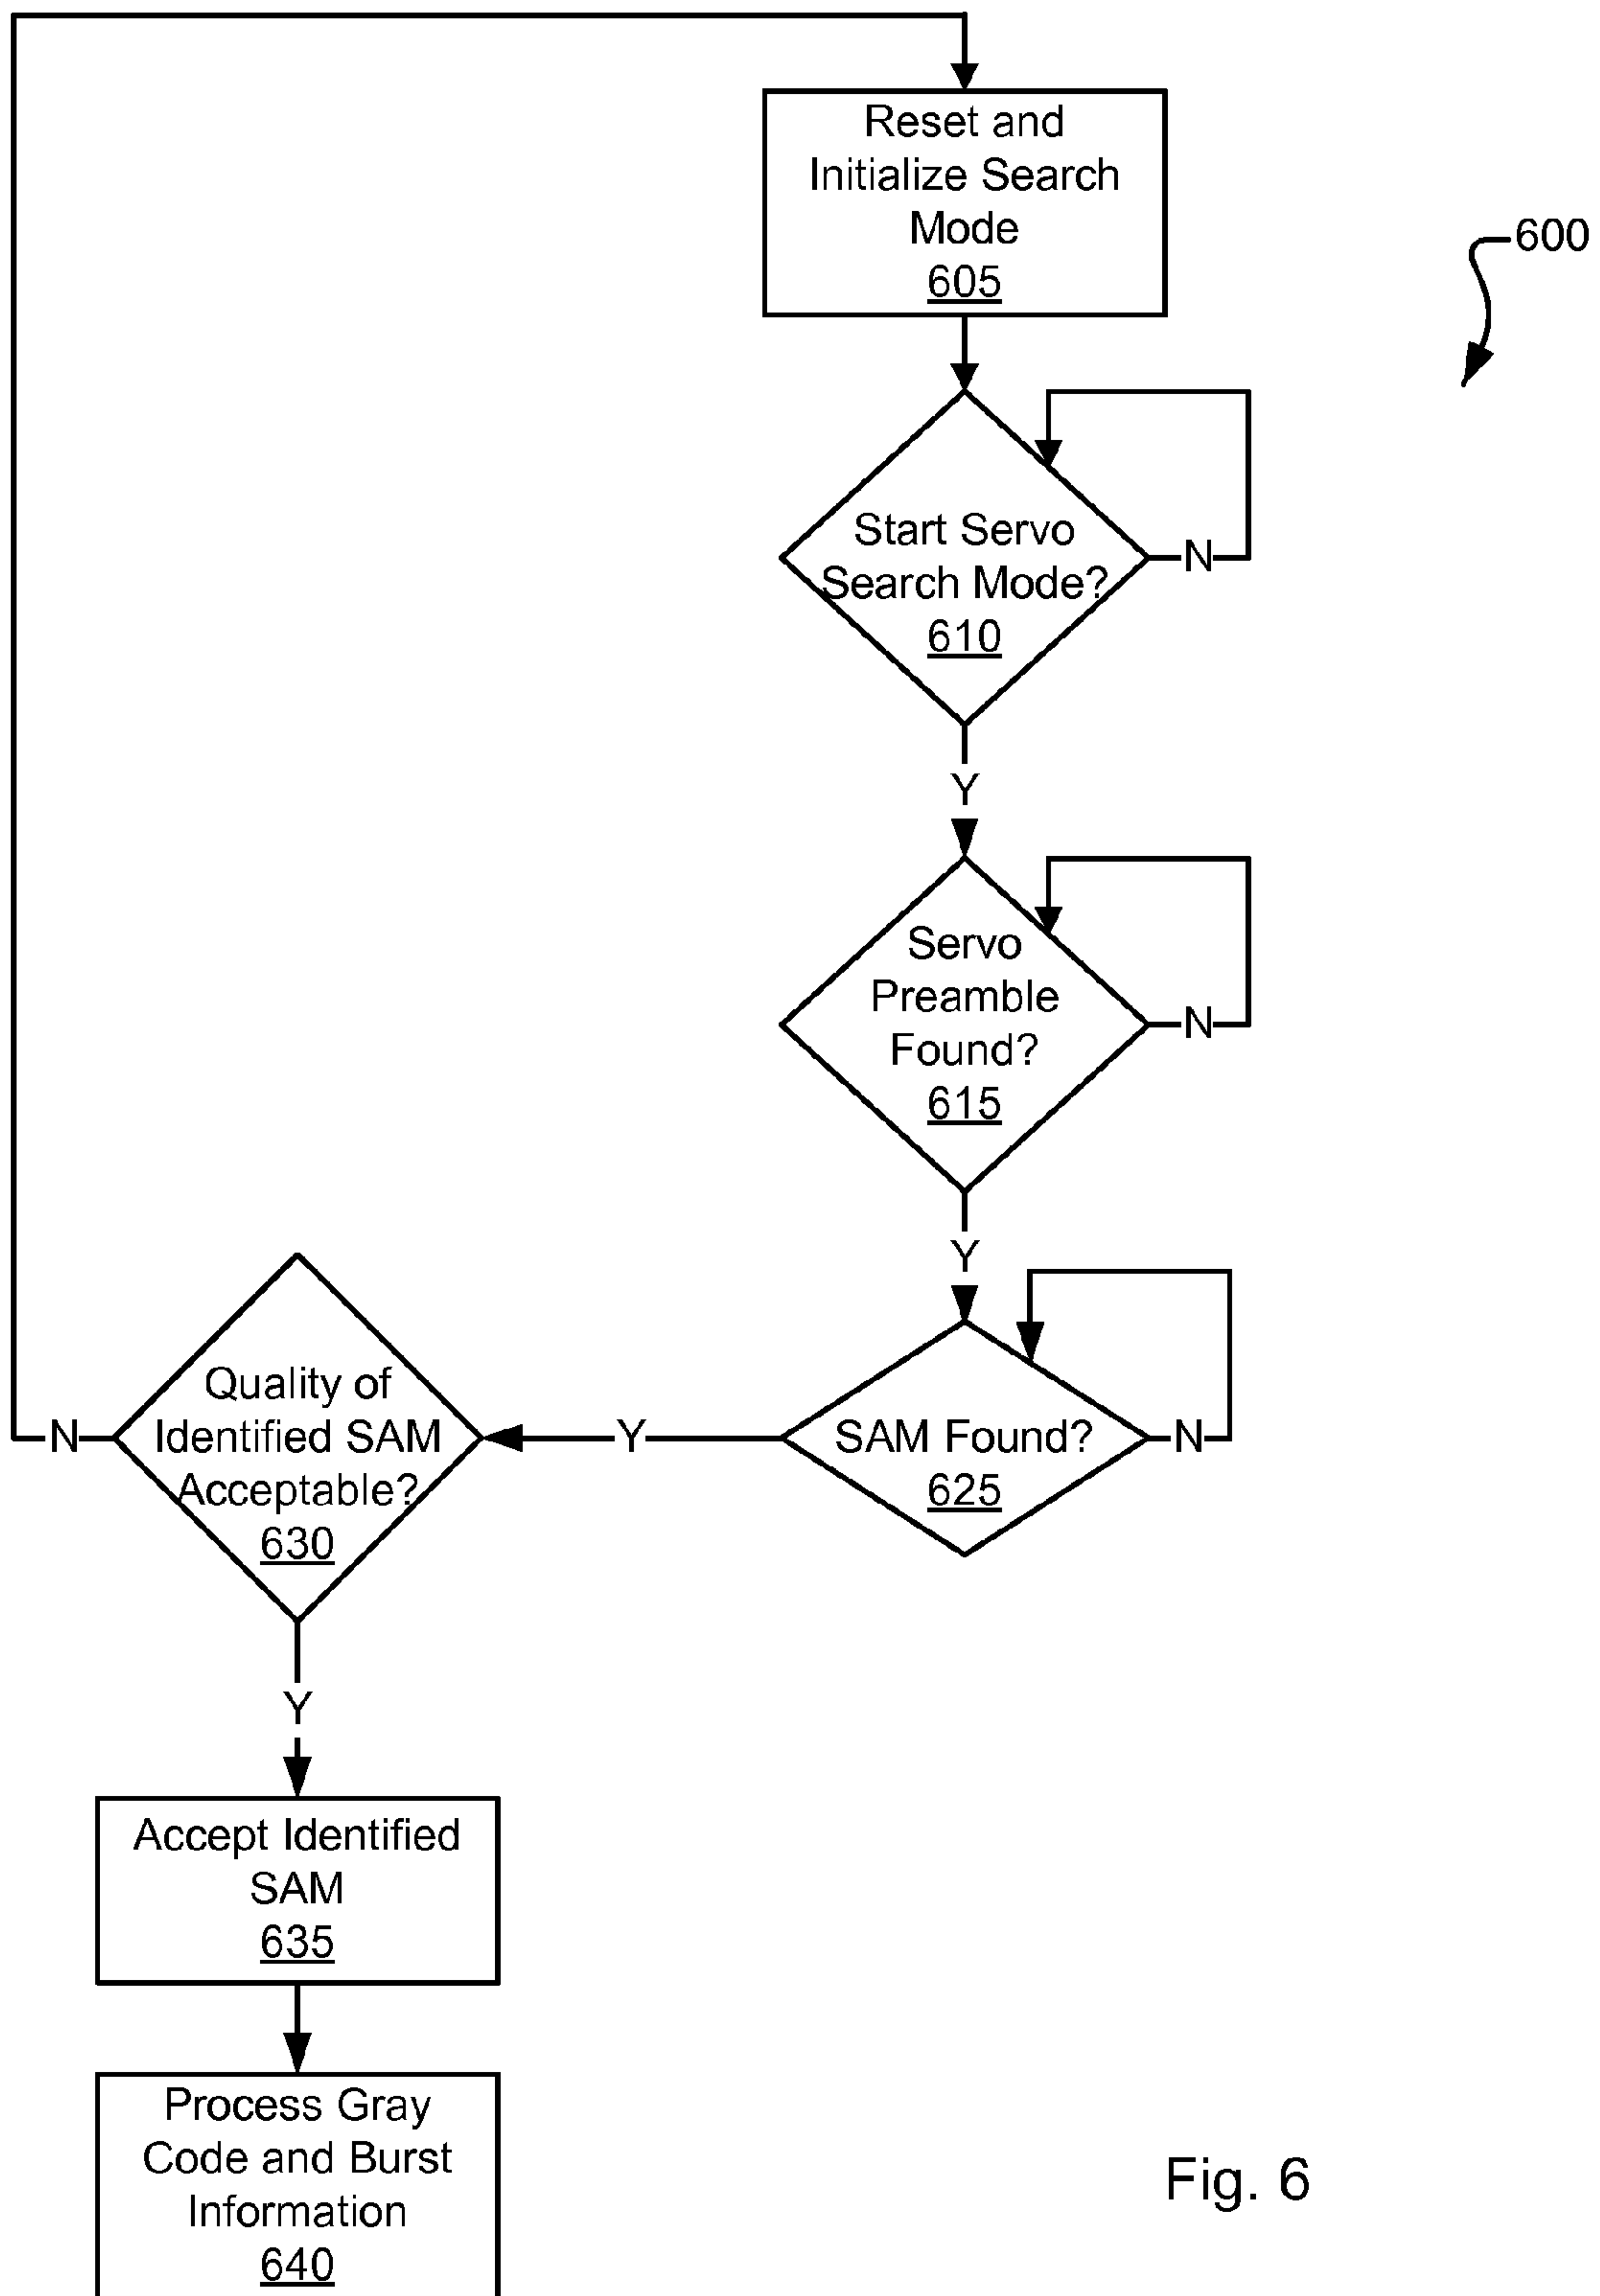 Reset and
Initialize Search
Mode
605
600
Start Servo
Search Mode?
610
N
Y
Servo
Preamble
Found?
615
N
Y
SAM Found?
625
N
Y
Quality of
Identified SAM
Acceptable?
630
N
Y
Accept Identified
SAM
635
Process Gray
Code and Burst
Information
640
Fig. 6